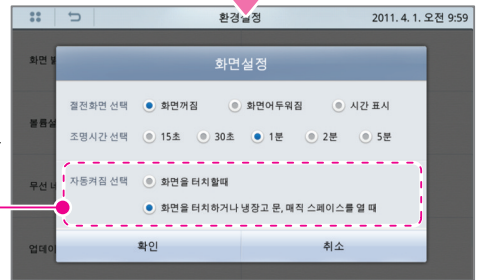 환경설정 2011. 4. 1. 오전 9:59
화면 밝
화면설정
절전화면 선택 화면꺼짐 화면어두워짐 시간 표시
볼륨설
조명시간 선택 15초 30초 1분 2분 5분
무선 네
자동켜짐 선택 화면을 터치할때
화면을 터치하거나 냉장고 문, 매직 스페이스를 열 때
업데이
확인 취소